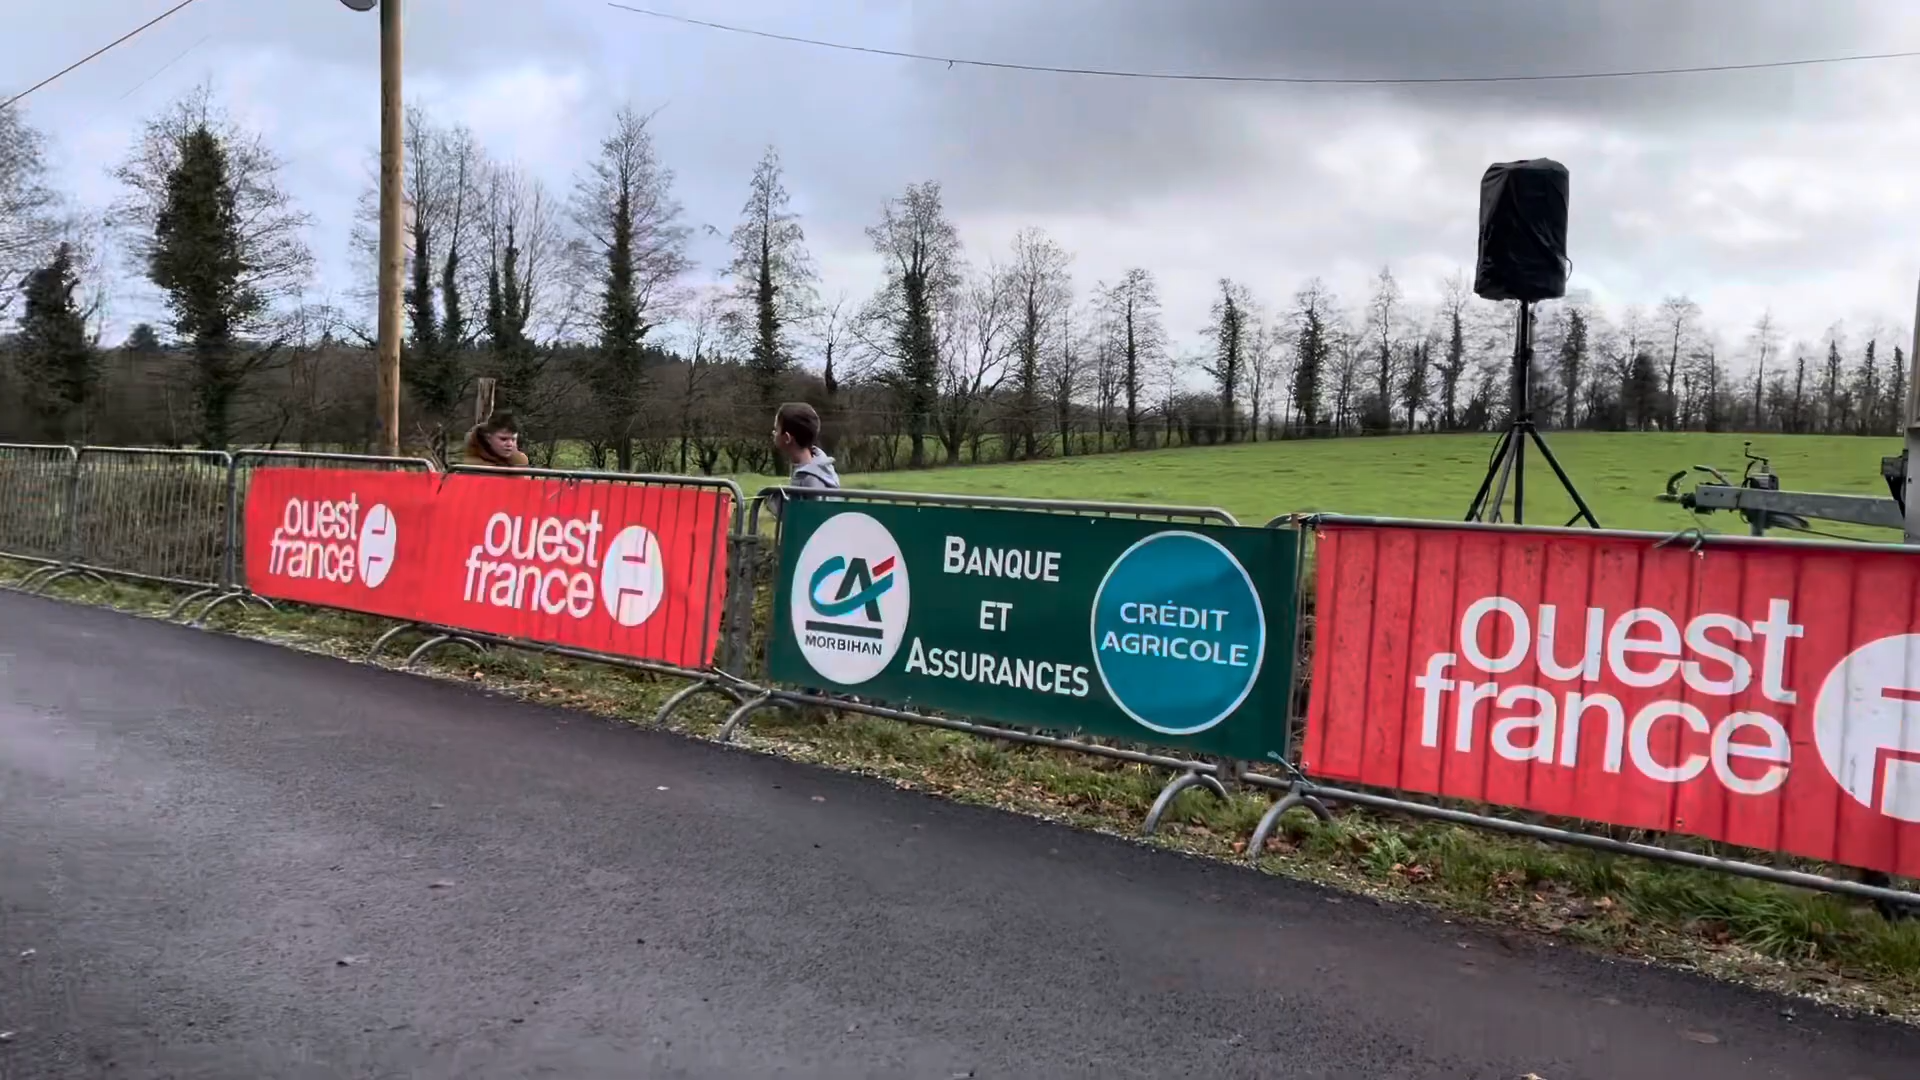 ouest
france
ouest
france
CA
MORBIHAN
BANQUE
ET
ASSURANCES
CRÉDIT
AGRICOLE
ouest
france